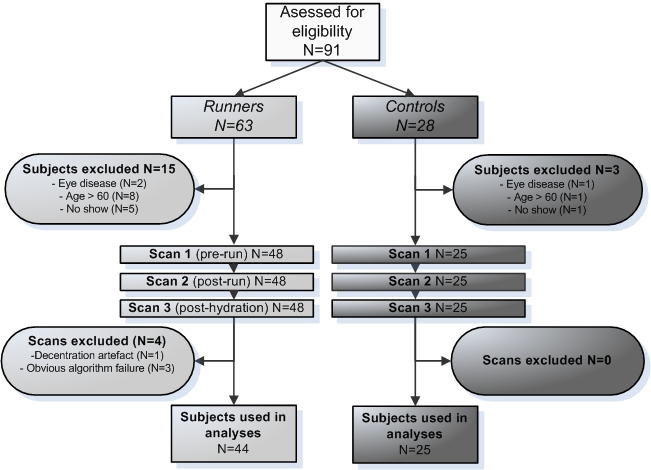 Asessed for
eligibility
N=91
Runners
N=63
Controls
N=28
Subjects excluded N=15
- Eye disease (N=2)
- Age > 60 (N=8)
- No show (N=5)
Subjects excluded N=3
- Eye disease (N=1)
- Age > 60 (N=1)
- No show (N=1)
Scan 1 (pre-run) N=48
Scan 2 (post-run) N=48
Scan 3 (post-hydration) N=48
Scan 1 N=25
Scan 2 N=25
Scan 3 N=25
Scans excluded (N=4)
-Decentration artefact (N=1)
- Obvious algorithm failure (N=3)
Scans excluded N=0
Subjects used in
analyses
N=44
Subjects used in
analyses
N=25